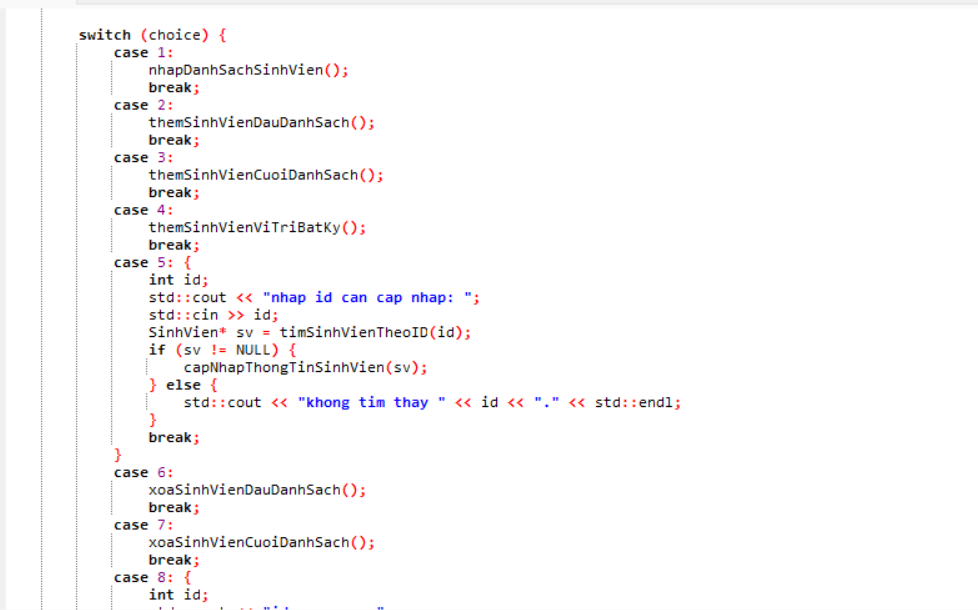 switch (choice) {
case 1:
nhapDanhSachSinhVien();
break;
case 2:
themSinhVienDauDanhSach();
break;
case 3:
themSinhVienCuoiDanhSach();
break;
case 4:
themSinhVienViTriBatKy();
break;
case 5: {
int id;
std::cout << "nhap id can cap nhap: ";
std::cin >> id;
SinhVien* sv = timSinhVienTheoID(id);
if (sv != NULL) {
capNhapThongTinSinhVien(sv);
} else {
std::cout << "khong tim thay " << id << "." << std::endl;
}
break;
}
case 6:
xoaSinhVienDauDanhSach();
break;
case 7:
xoaSinhVienCuoiDanhSach();
break;
case 8: {
int id;